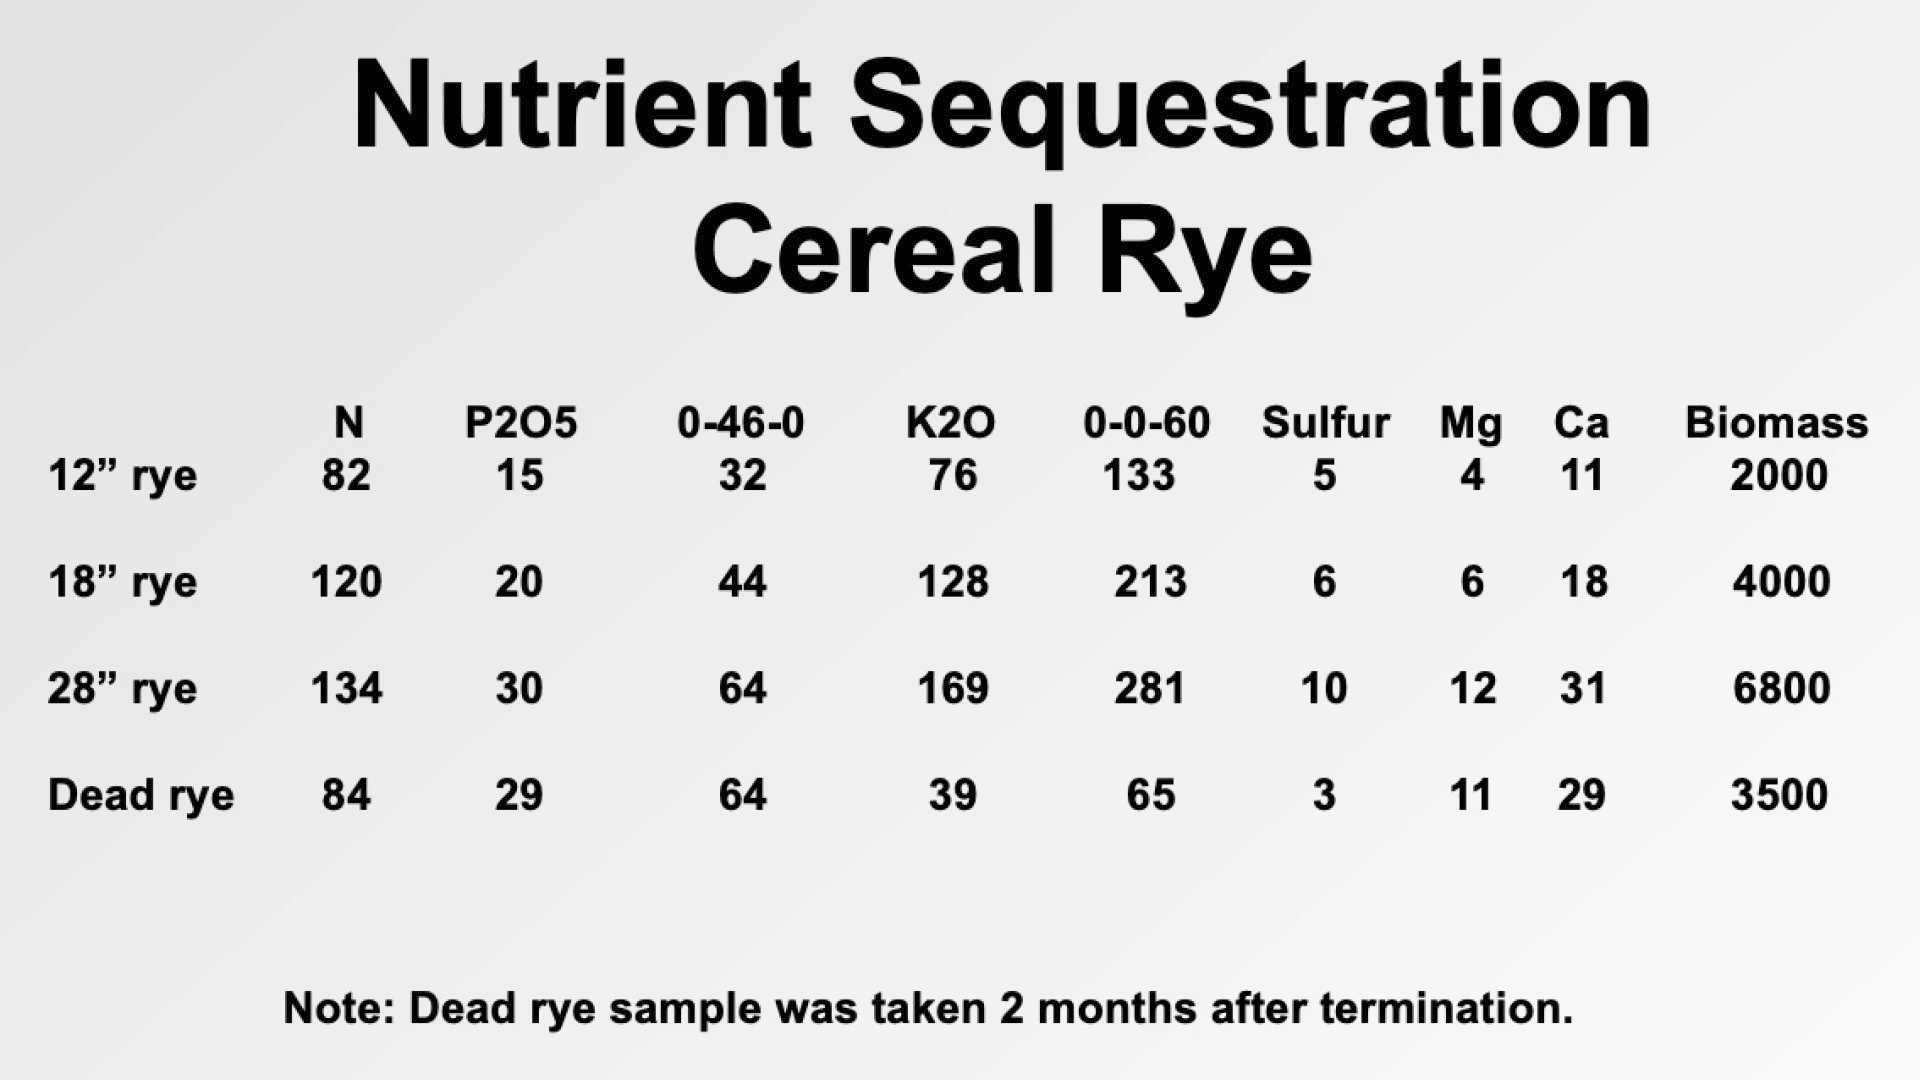 Nutrient Sequestration
Cereal Rye
N P2O5 0-46-0 K2O 0-0-60 Sulfur Mg Ca Biomass
12” rye 82 15 32 76 133 5 4 11 2000
18” rye 120 20 44 128 213 6 6 18 4000
28” rye 134 30 64 169 281 10 12 31 6800
Dead rye 84 29 64 39 65 3 11 29 3500
Note: Dead rye sample was taken 2 months after termination.